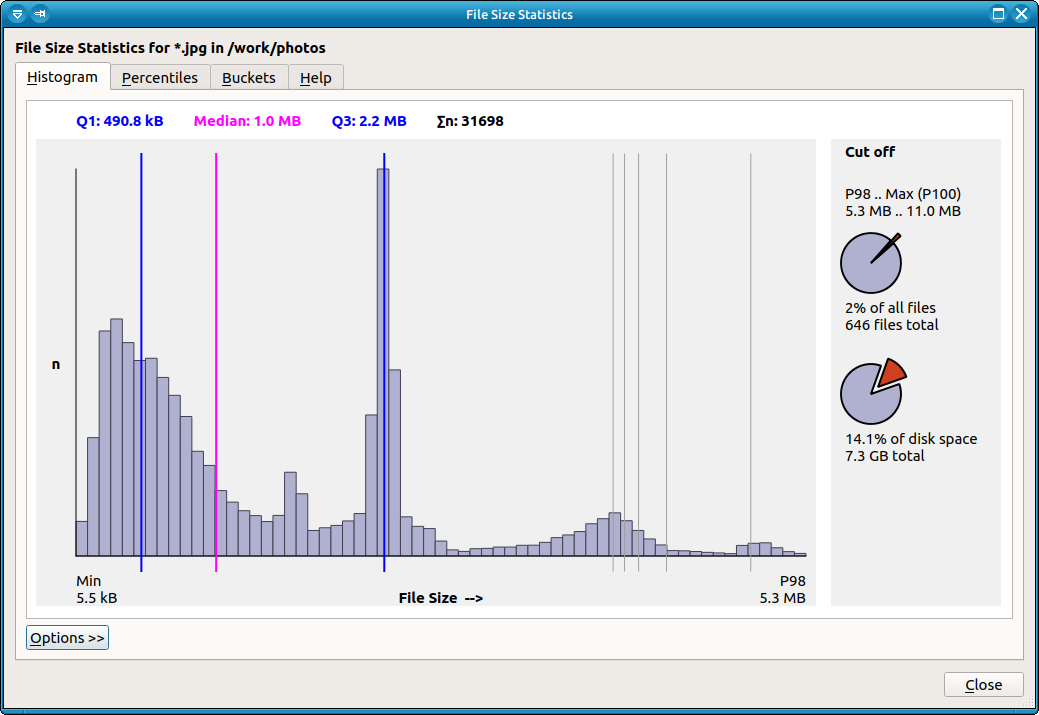 File Size Statistics
File Size Statistics for *.jpg in /work/photos
Histogram
Percentiles
Buckets
Help
Q1: 490.8 kB
Median: 1.0 MB
Q3: 2.2 MB
Σn: 31698
n
Min
5.5 kB
File Size -->
P98
5.3 MB
Cut off
P98 .. Max (P100)
5.3 MB .. 11.0 MB
2% of all files
646 files total
14.1% of disk space
7.3 GB total
Options >>
Close